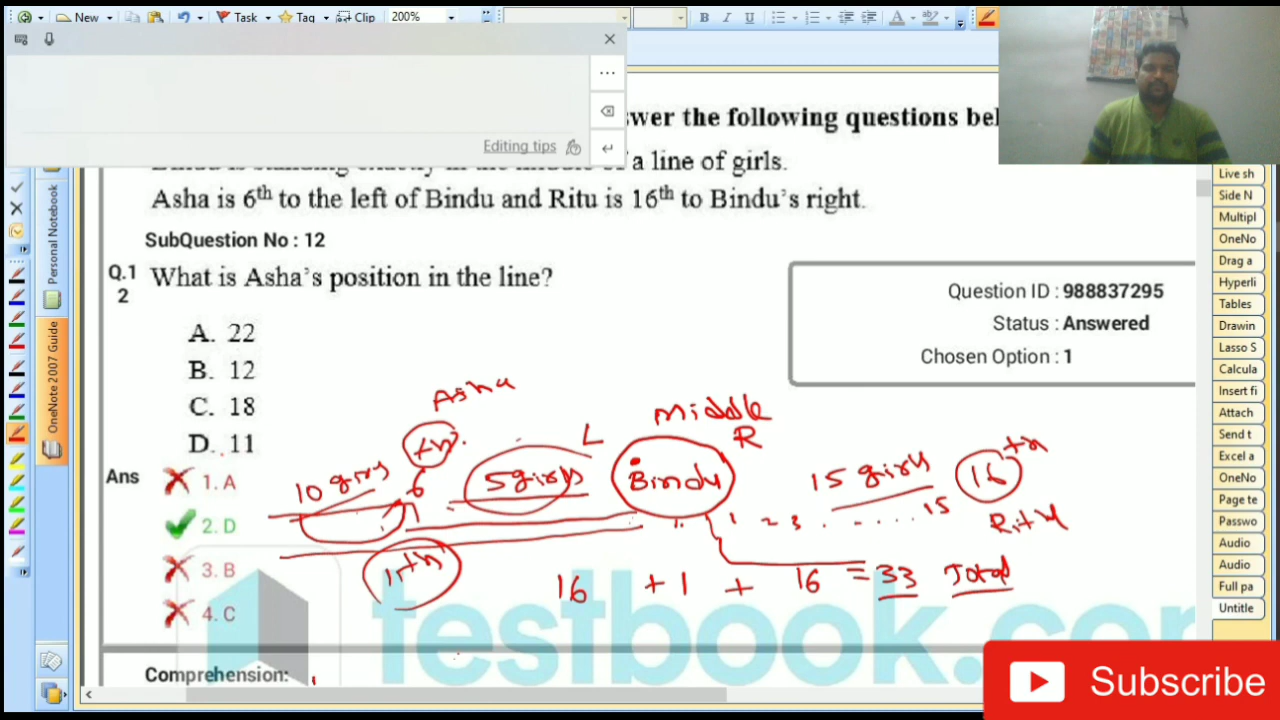 New
Task
Tag
Clip
200%
B I U
A
ab
Editing tips
swer the following questions bel
a line of girls.
Asha is 6th to the left of Bindu and Ritu is 16th to Bindu's right.
SubQuestion No : 12
Q.1
2
What is Asha's position in the line?
A. 22
B. 12
C. 18
D. 11
Question ID : 988837295
Status : Answered
Chosen Option : 1
Ans
1. A
2. D
3. B
4. C
Asha
Middle
L
R
10 girls
6
th
5 girls
Bindu
15 girls
16 th
1 2 3 15
Ritu
11th
16 + 1 + 16 = 33 Total
testbook.com
Comprehension:
Personal Notebook
OneNote 2007 Guide
Live sh
Side N
Multipl
OneNo
Drag a
Hyperli
Tables
Drawin
Lasso S
Calcula
Insert fi
Attach
Send t
Excel a
OneNo
Page te
Passwo
Audio
Audio
Full pa
Untitle
Subscribe